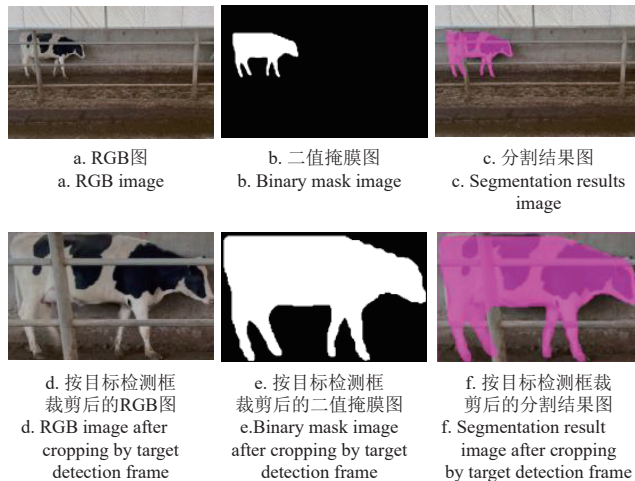 a. RGB图
a. RGB image
b. 二值掩膜图
b. Binary mask image
c. 分割结果图
c. Segmentation results
image
d. 按目标检测框
裁剪后的RGB图
d. RGB image after
cropping by target
detection frame
e. 按目标检测框
裁剪后的二值掩膜图
e.Binary mask image
after cropping by target
detection frame
f. 按目标检测框裁
剪后的分割结果图
f. Segmentation result
image after cropping
by target detection frame